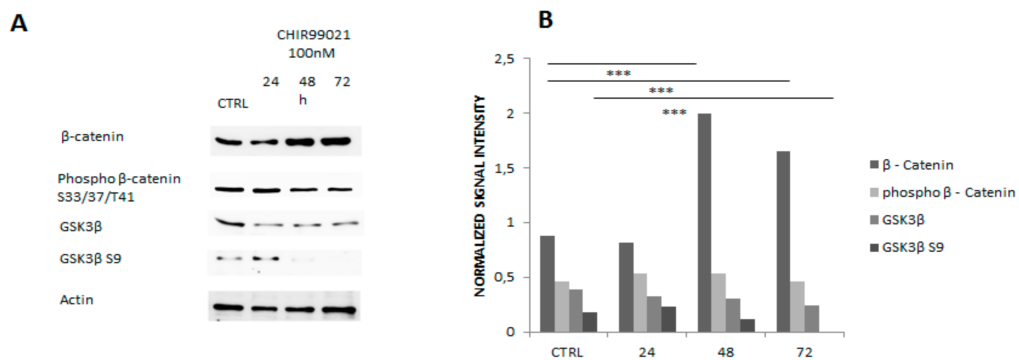 A
CHIR99021
100nM
24 48 72
CTRL h
β-catenin
Phospho β-catenin
S33/37/T41
GSK3β
GSK3β S9
Actin
B
NORMALIZED SIGNAL INTENSITY
2,5
2
1,5
1
0,5
0
***
***
***
CTRL 24 48 72
β - Catenin
phospho β - Catenin
GSK3β
GSK3β S9